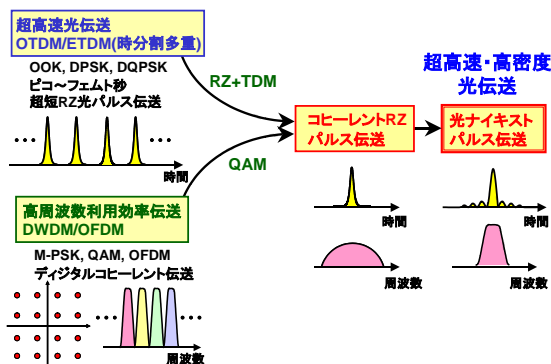 超高速光伝送
OTDM/ETDM(時分割多重)
OOK, DPSK, DQPSK
ピコ～フェムト秒
超短RZ光パルス伝送
･･･
･･･
時間
RZ+TDM
QAM
高周波数利用効率伝送
DWDM/OFDM
M-PSK, QAM, OFDM
ディジタルコヒーレント伝送
･･･
･･･
周波数
コヒーレントRZ
パルス伝送
時間
周波数
超高速・高密度
光伝送
光ナイキスト
パルス伝送
時間
周波数